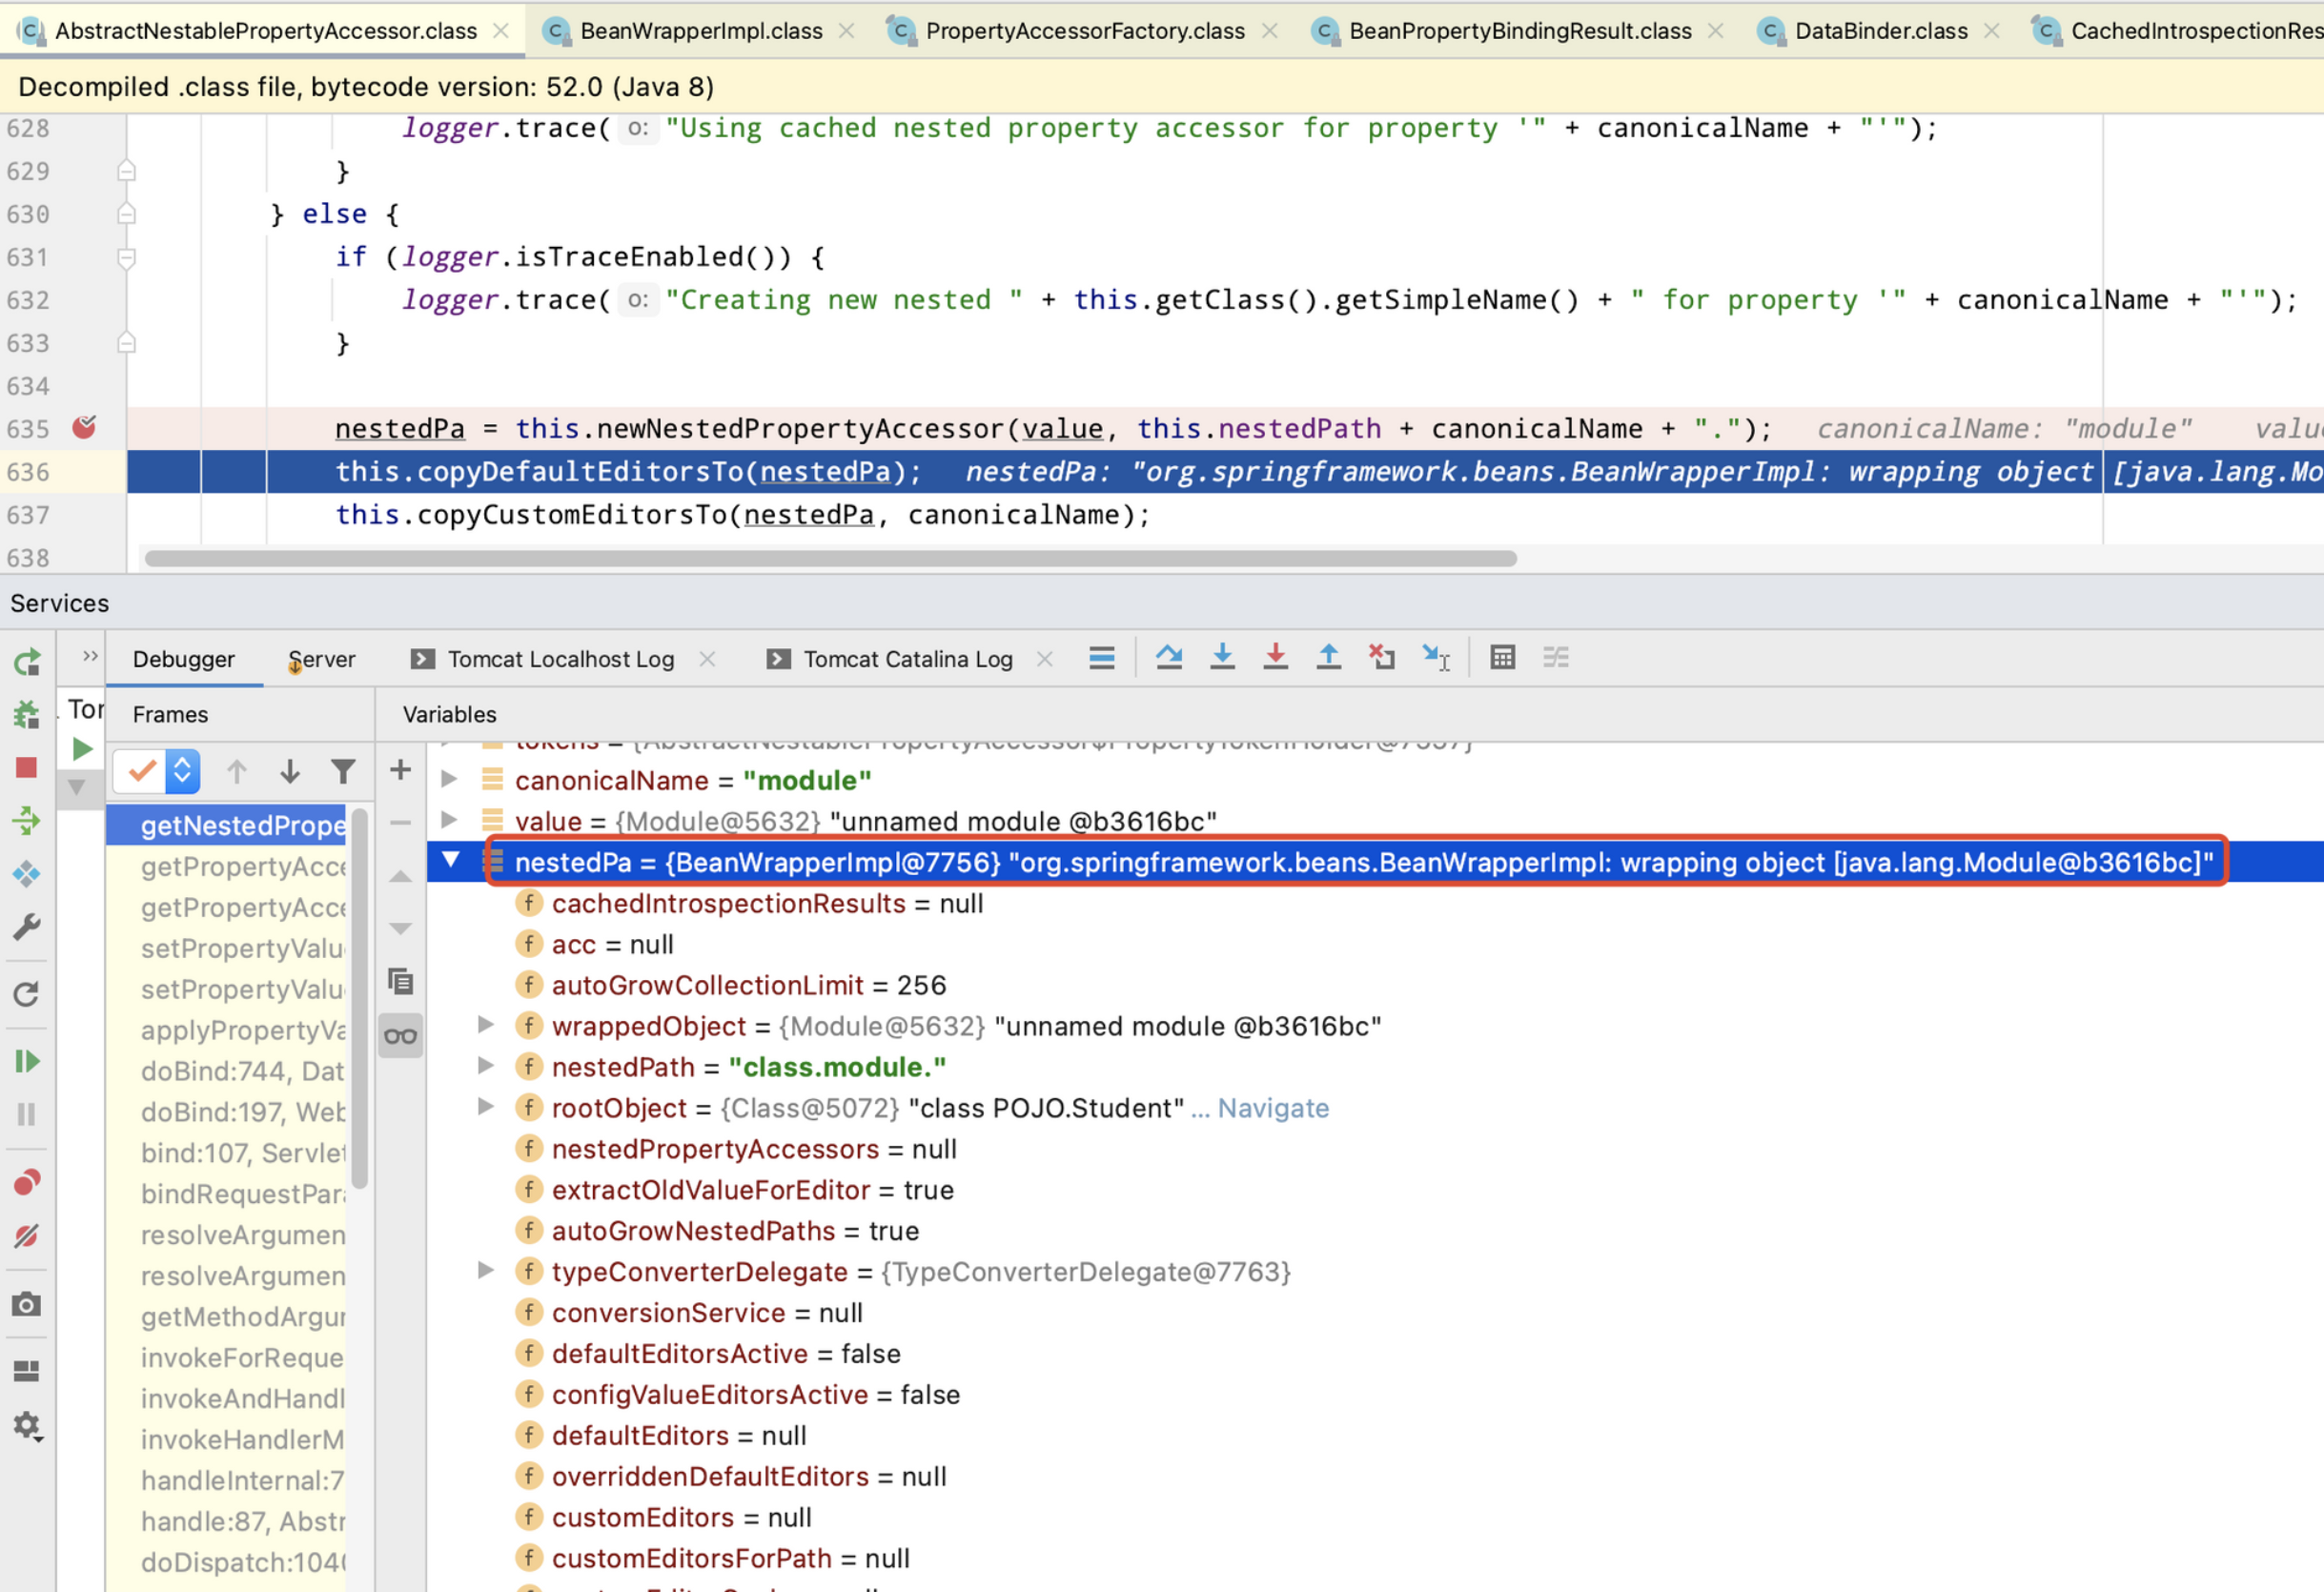 AbstractNestablePropertyAccessor.class BeanWrapperImpl.class PropertyAccessorFactory.class BeanPropertyBindingResult.class DataBinder.class CachedIntrospectionRes
Decompiled .class file, bytecode version: 52.0 (Java 8)
628 logger.trace( o: "Using cached nested property accessor for property '" + canonicalName + "'");
629 }
630 } else {
631 if (logger.isTraceEnabled()) {
632 logger.trace( o: "Creating new nested " + this.getClass().getSimpleName() + " for property '" + canonicalName + "'");
633 }
634
635 nestedPa = this.newNestedPropertyAccessor(value, this.nestedPath + canonicalName + "."); canonicalName: "module" valu
636 this.copyDefaultEditorsTo(nestedPa); nestedPa: "org.springframework.beans.BeanWrapperImpl: wrapping object [java.lang.Mo
637 this.copyCustomEditorsTo(nestedPa, canonicalName);
638
Services
Debugger Server Tomcat Localhost Log Tomcat Catalina Log
Tor
Frames
Variables
getNestedPrope
getPropertyAcce
getPropertyAcce
setPropertyValu
setPropertyValu
applyPropertyVa
doBind:744, Dat
doBind:197, Web
bind:107, Servlet
bindRequestPara
resolveArgumen
resolveArgumen
getMethodArgur
invokeForReque
invokeAndHandl
invokeHandlerM
handleInternal:7
handle:87, Abstr
doDispatch:1040
tokens = {AbstractNestablePropertyAccessor$PropertyTokenHolder@7557}
canonicalName = "module"
value = {Module@5632} "unnamed module @b3616bc"
nestedPa = {BeanWrapperImpl@7756} "org.springframework.beans.BeanWrapperImpl: wrapping object [java.lang.Module@b3616bc]"
f cachedIntrospectionResults = null
f acc = null
f autoGrowCollectionLimit = 256
f wrappedObject = {Module@5632} "unnamed module @b3616bc"
f nestedPath = "class.module."
f rootObject = {Class@5072} "class POJO.Student" ... Navigate
f nestedPropertyAccessors = null
f extractOldValueForEditor = true
f autoGrowNestedPaths = true
f typeConverterDelegate = {TypeConverterDelegate@7763}
f conversionService = null
f defaultEditorsActive = false
f configValueEditorsActive = false
f defaultEditors = null
f overriddenDefaultEditors = null
f customEditors = null
f customEditorsForPath = null